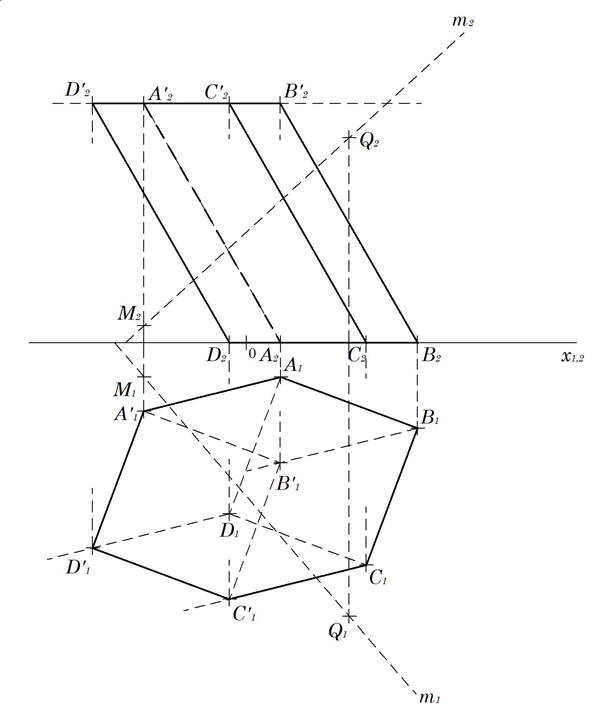 m₂
D'₂ A'₂ C'₂ B'₂
Q₂
M₂
D₂ 0 A₂ C₂ B₂ x₁,₂
A₁
M₁
A'₁ B₁
B'₁
D₁
D'₁ C₁
C'₁ Q₁
m₁